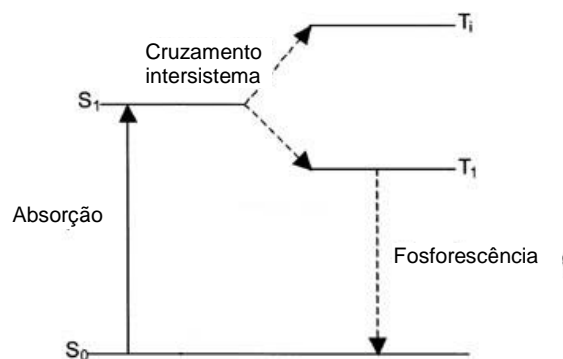 Cruzamento
intersistema
Ti
S1
T1
Absorção
Fosforescência
S0